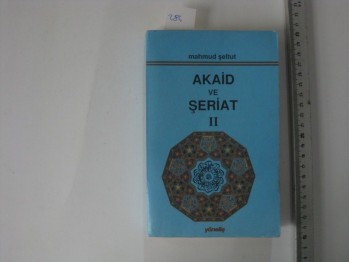 mahmud şeltut
AKAİD
VE
ŞERİAT
II
yöneliş